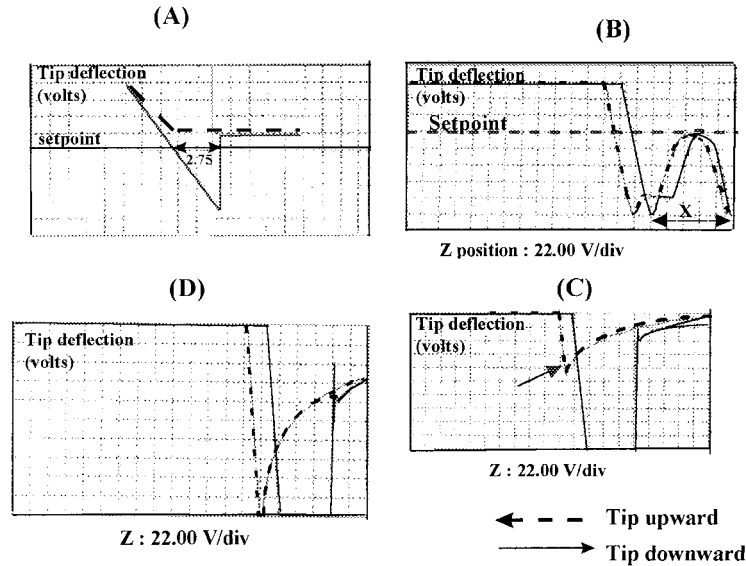 (A)
Tip deflection
(volts)
setpoint
2.75
(B)
Tip deflection
(volts)
Setpoint
X
Z position : 22.00 V/div
(D)
Tip deflection
(volts)
Z : 22.00 V/div
(C)
Tip deflection
(volts)
Z : 22.00 V/div
Tip upward
Tip downward